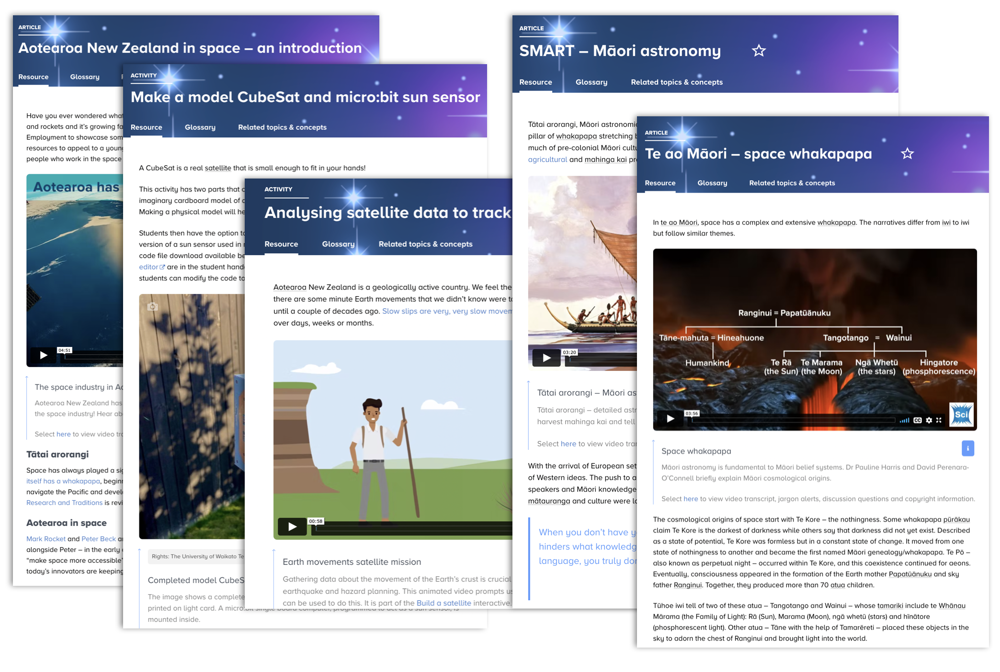 ARTICLE
Aotearoa New Zealand in space – an introduction
Resource
Glossary
Have you ever wondered what
and rockets and it's growing fa
Employment to showcase som
resources to appeal to a young
people who work in the space
Aotearoa has
04:51
The space industry in Ao
Aotearoa New Zealand has
the space industry! Hear abo
Select here to view video tra
Tātai arorangi
Space has always played a sig
itself has a whakapapa, beginn
navigate the Pacific and devel
Research and Traditions is revi
Aotearoa in space
Mark Rocket and Peter Beck ar
alongside Peter – in the early
"make space more accessible"
today's innovators are keeping
ACTIVITY
Make a model CubeSat and micro:bit sun sensor
Resource
Glossary
Related topics & concepts
A CubeSat is a real satellite that is small enough to fit in your hands!
This activity has two parts that c
imaginary cardboard model of a
Making a physical model will he
Students then have the option to
version of a sun sensor used in
code file download available be
editor are in the student hando
students can modify the code to
Rights: The University of Waikato Te
Completed model CubeS
The image shows a complete
printed on light card. A micro:bit single board computer, programmed to act as a sun sensor, is
mounted inside.
ACTIVITY
Analysing satellite data to track
Resource
Glossary
Related topics & concepts
Aotearoa New Zealand is a geologically active country. We feel the
there are some minute Earth movements that we didn't know were to
until a couple of decades ago. Slow slips are very, very slow movem
over days, weeks or months.
00:58
Earth movements satellite mission
Gathering data about the movement of the Earth's crust is crucial
earthquake and hazard planning. This animated video prompts us
can be used to do this. It is part of the Build a satellite interactive.
ARTICLE
SMART – Māori astronomy
Resource
Glossary
Related topics & concepts
Tātai arorangi, Māori astronomic
pillar of whakapapa stretching b
much of pre-colonial Māori cultu
agricultural and mahinga kai pr
03:20
Tātai arorangi – Māori as
Tātai arorangi – detailed astr
harvest mahinga kai and tell
Select here to view video tran
With the arrival of European set
of Western ideas. The push to a
speakers and Māori knowledge
mātauranga and culture were lo
When you don't have y
hinders what knowledg
language, you truly don
ARTICLE
Te ao Māori – space whakapapa
Resource
Glossary
Related topics & concepts
In te ao Māori, space has a complex and extensive whakapapa. The narratives differ from iwi to iwi
but follow similar themes.
Ranginui = Papatūānuku
Tāne-mahuta = Hineahuone
Tangotango = Wainui
Humankind
Te Rā
(the Sun)
Te Marama
(the Moon)
Ngā Whetū
(the stars)
Hingatore
(phosphorescence)
03:56
CC
Sci
Space whakapapa
i
Māori astronomy is fundamental to Māori belief systems. Dr Pauline Harris and David Perenara-
O'Connell briefly explain Māori cosmological origins.
Select here to view video transcript, jargon alerts, discussion questions and copyright information.
The cosmological origins of space start with Te Kore – the nothingness. Some whakapapa pūrākau
claim Te Kore is the darkest of darkness while others say that darkness did not yet exist. Described
as a state of potential, Te Kore was formless but in a constant state of change. It moved from one
state of nothingness to another and became the first named Māori genealogy/whakapapa. Te Pō –
also known as perpetual night – occurred within Te Kore, and this coexistence continued for aeons.
Eventually, consciousness appeared in the formation of the Earth mother Papatūānuku and sky
father Ranginui. Together, they produced more than 70 atua children.
Tūhoe iwi tell of two of these atua – Tangotango and Wainui – whose tamariki include te Whānau
Mārama (the Family of Light): Rā (Sun), Marama (Moon), ngā whetū (stars) and hīnātore
(phosphorescent light). Other atua – Tāne with the help of Tamarēreti – placed these objects in the
sky to adorn the chest of Ranginui and brought light into the world.